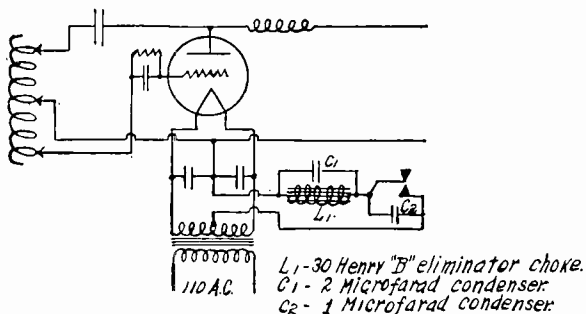 C1
L1.
C2
110 A.C.
L1-30 Henry "B" eliminator choke.
C1 - 2 Microfarad condenser.
C2 - 1 Microfarad condenser.